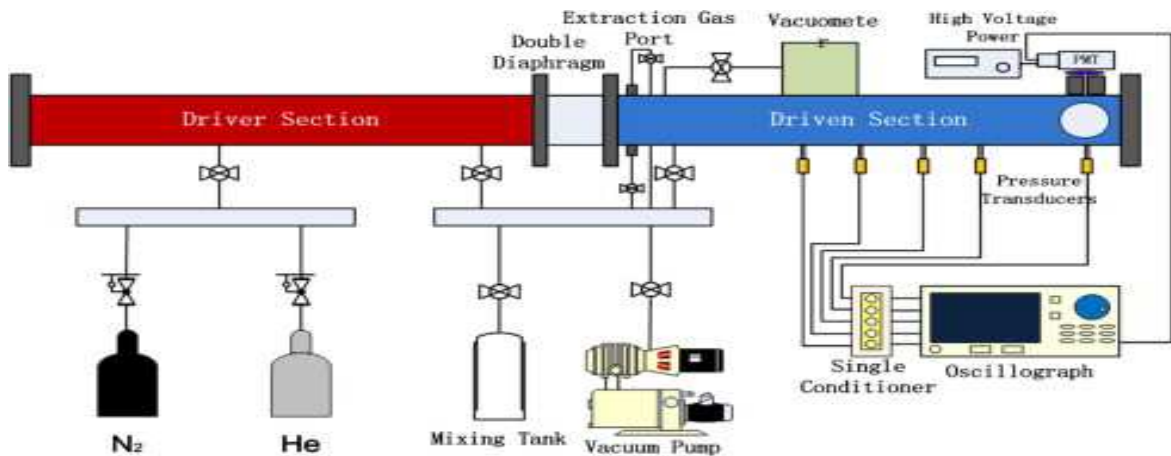 Extraction Gas
Port
Double
Diaphragm
Vacuomete
r
High Voltage
Power
PMT
Driver Section
Driven Section
Pressure
Transducers
N₂
He
Mixing Tank
Vacuum Pump
Single
Conditioner
Oscillograph